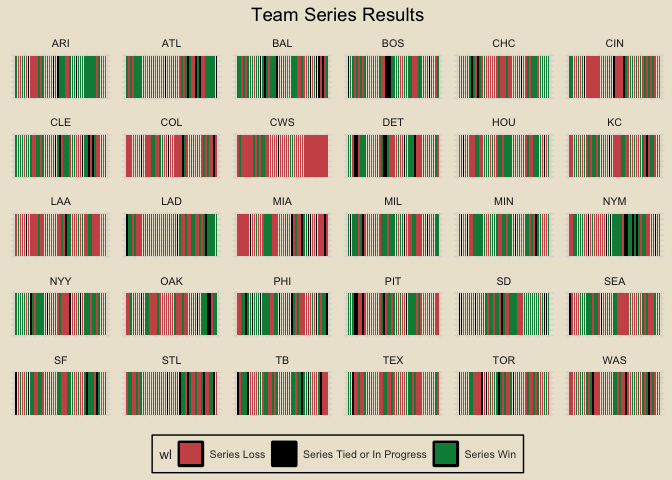 Team Series Results
ARI ATL BAL BOS CHC CIN
CLE COL CWS DET HOU KC
LAA LAD MIA MIL MIN NYM
NYY OAK PHI PIT SD SEA
SF STL TB TEX TOR WAS
wl Series Loss Series Tied or In Progress Series Win